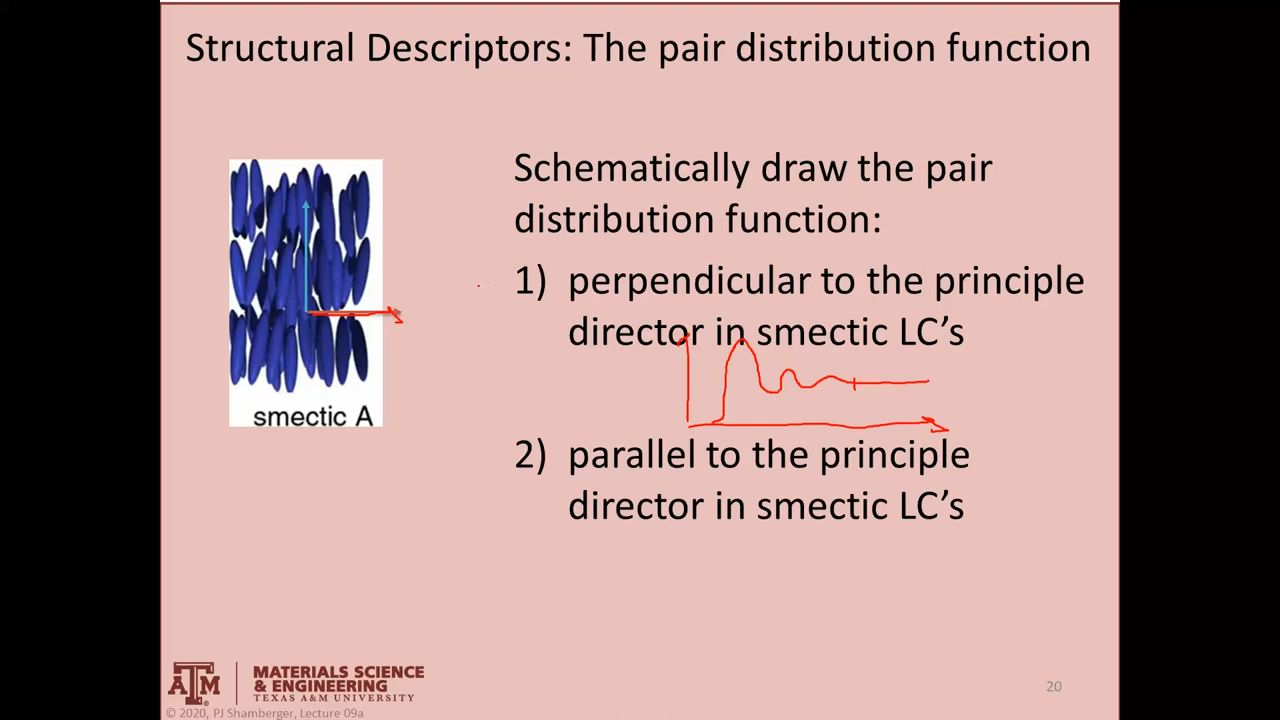 Structural Descriptors: The pair distribution function
Schematically draw the pair
distribution function:
1) perpendicular to the principle
director in smectic LC's
2) parallel to the principle
director in smectic LC's
smectic A
ATM
MATERIALS SCIENCE
& ENGINEERING
TEXAS A&M UNIVERSITY
© 2020, PJ Shamberger, Lecture 09a
20